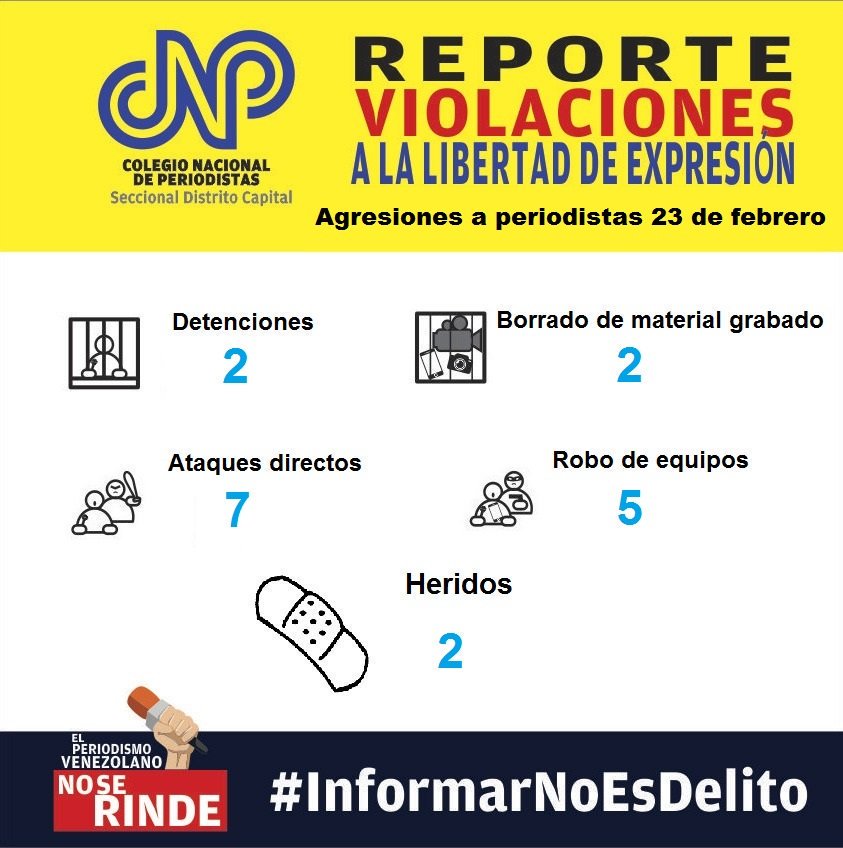 CNP
COLEGIO NACIONAL
DE PERIODISTAS
Seccional Distrito Capital
REPORTE
VIOLACIONES
A LA LIBERTAD DE EXPRESIÓN
Agresiones a periodistas 23 de febrero
Detenciones
2
Borrado de material grabado
2
Ataques directos
7
Robo de equipos
5
Heridos
2
EL
PERIODISMO
VENEZOLANO
NO SE
RINDE
#InformarNoEsDelito